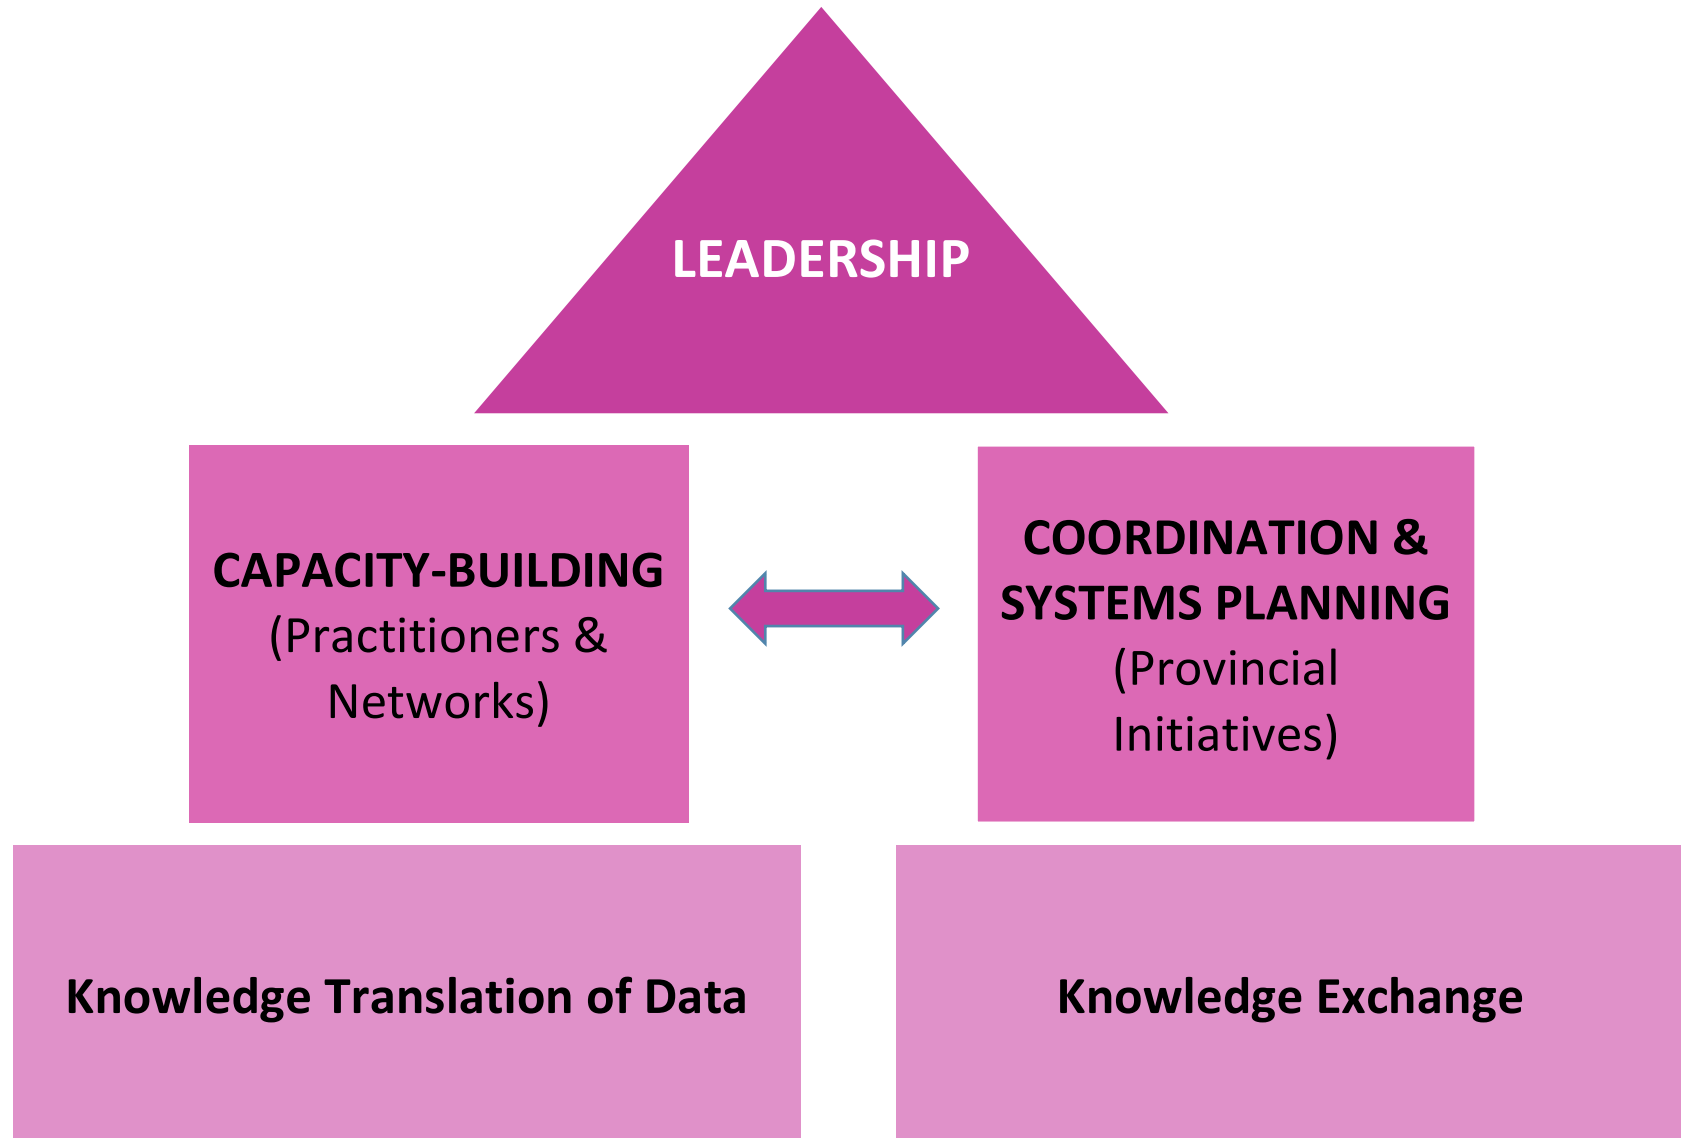 LEADERSHIP
CAPACITY-BUILDING
(Practitioners &
Networks)
COORDINATION &
SYSTEMS PLANNING
(Provincial
Initiatives)
Knowledge Translation of Data
Knowledge Exchange